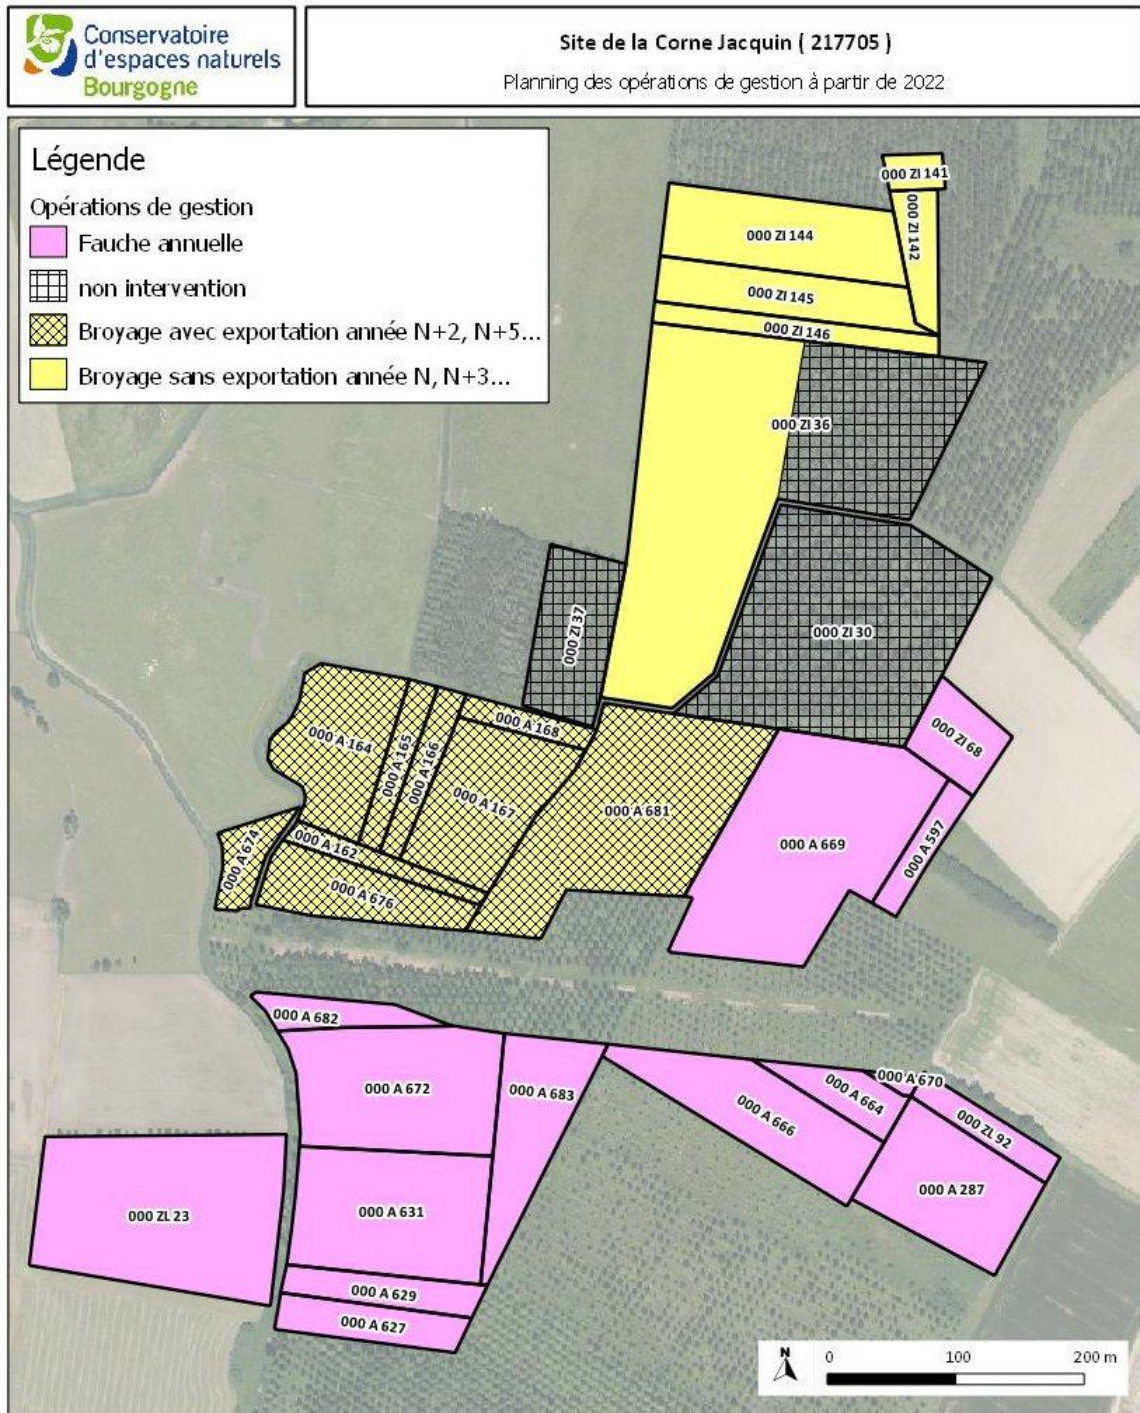 Conservatoire
d'espaces naturels
Bourgogne
Site de la Corne Jacquin ( 217705 )
Planning des opérations de gestion à partir de 2022
Légende
Opérations de gestion
Fauche annuelle
non intervention
Broyage avec exportation année N+2, N+5...
Broyage sans exportation année N, N+3...
000 ZI 141
000 ZI 142
000 ZI 144
000 ZI 145
000 ZI 146
000 ZI 36
000 ZI 37
000 ZI 30
000 ZI 68
000 A 168
000 A 164
000 A 165
000 A 166
000 A 167
000 A 681
000 A 669
000 A 597
000 A 162
000 A 674
000 A 676
000 A 682
000 A 672
000 A 683
000 A 670
000 A 664
000 A 666
000 ZL 92
000 A 287
000 ZL 23
000 A 631
000 A 629
000 A 627
N
0 100 200 m